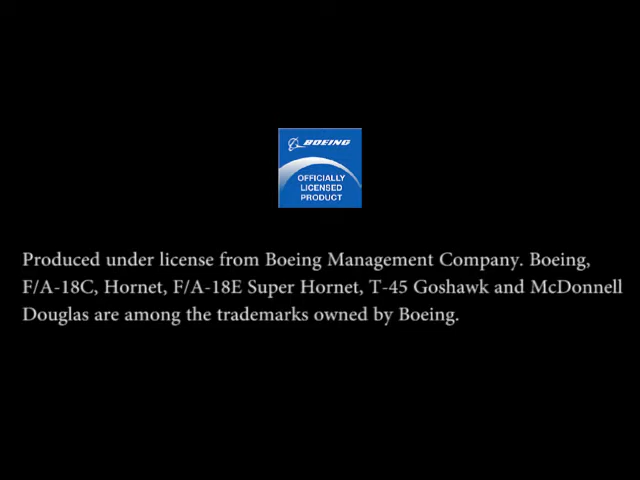 BOEING
OFFICIALLY
LICENSED
PRODUCT
Produced under license from Boeing Management Company. Boeing,
F/A-18C, Hornet, F/A-18E Super Hornet, T-45 Goshawk and McDonnell
Douglas are among the trademarks owned by Boeing.